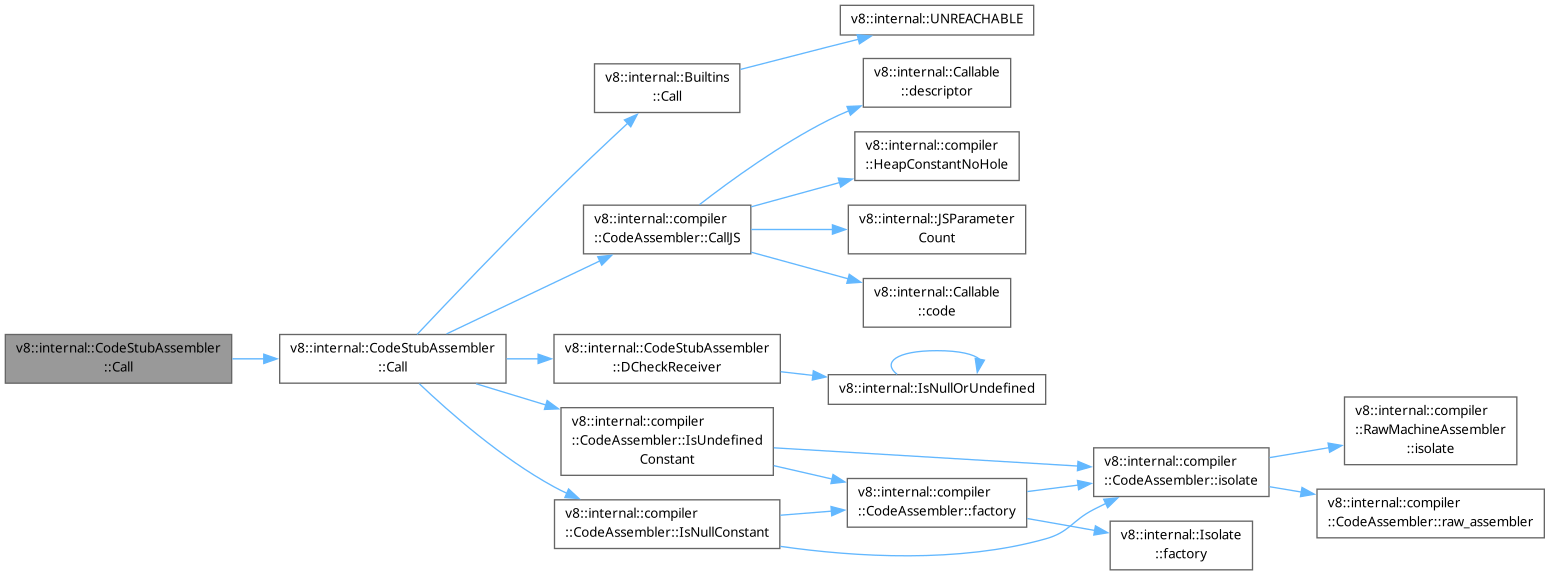 v8::internal::CodeStubAssembler
::Call
v8::internal::CodeStubAssembler
::Call
v8::internal::Builtins
::Call
v8::internal::UNREACHABLE
v8::internal::compiler
::CodeAssembler::CallJS
v8::internal::Callable
::descriptor
v8::internal::compiler
::HeapConstantNoHole
v8::internal::JSParameter
Count
v8::internal::Callable
::code
v8::internal::CodeStubAssembler
::DCheckReceiver
v8::internal::IsNullOrUndefined
v8::internal::compiler
::CodeAssembler::IsUndefined
Constant
v8::internal::compiler
::CodeAssembler::IsNullConstant
v8::internal::compiler
::CodeAssembler::factory
v8::internal::compiler
::CodeAssembler::isolate
v8::internal::Isolate
::factory
v8::internal::compiler
::RawMachineAssembler
::isolate
v8::internal::compiler
::CodeAssembler::raw_assembler